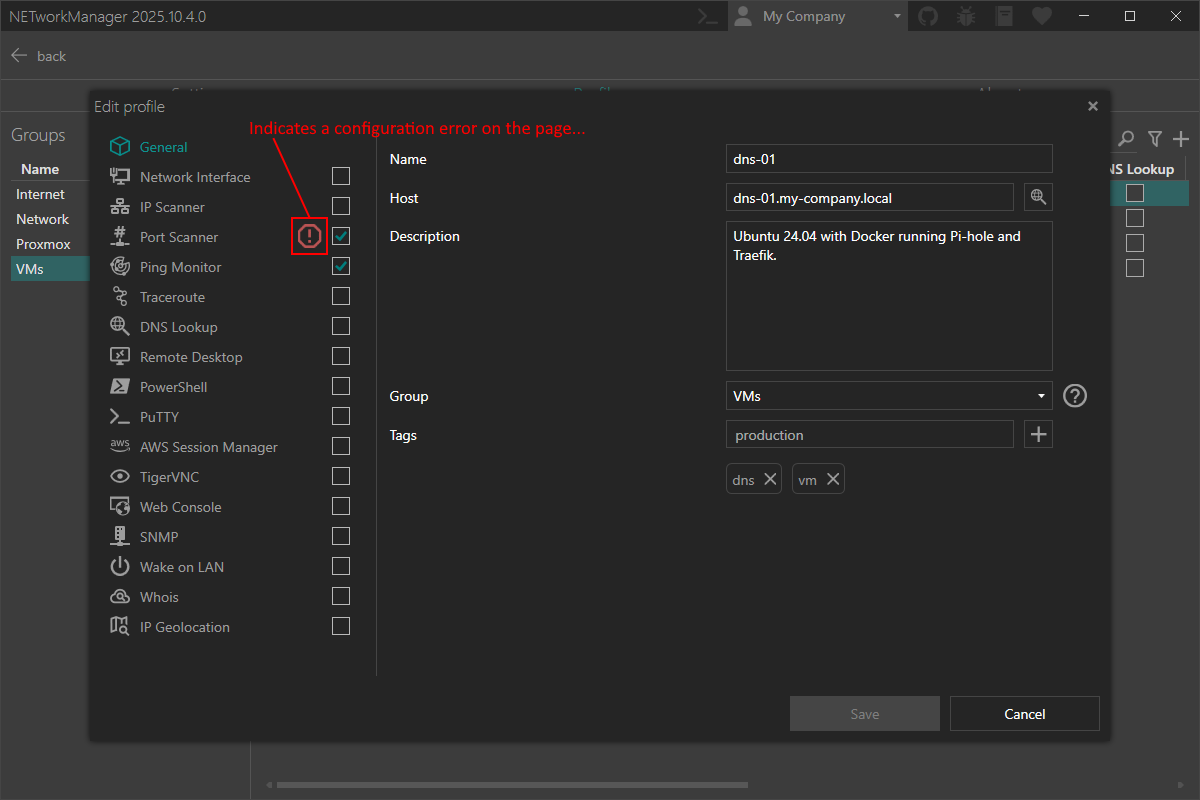 NETworkManager 2025.10.4.0
My Company
back
Edit profile
Groups
Indicates a configuration error on the page...
Name
Internet
Network
Proxmox
VMs
General
Network Interface
IP Scanner
Port Scanner
Ping Monitor
Traceroute
DNS Lookup
Remote Desktop
PowerShell
PuTTY
aws AWS Session Manager
TigerVNC
Web Console
SNMP
Wake on LAN
Whois
IP Geolocation
Name
dns-01
Host
dns-01.my-company.local
Description
Ubuntu 24.04 with Docker running Pi-hole and
Traefik.
Group
VMs
Tags
production
dns
vm
Lookup
Save
Cancel